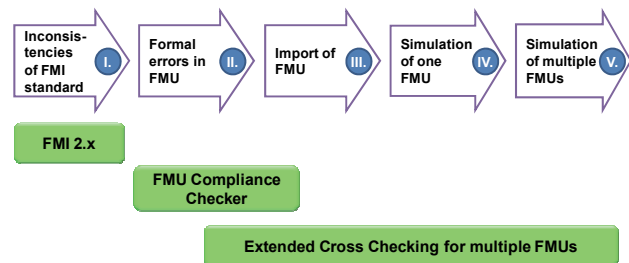 Inconsis-
tencies
of FMI
standard
I.
Formal
errors in
FMU
II.
Import of
FMU
III.
Simulation
of one
FMU
IV.
Simulation
of multiple
FMUs
V.
FMI 2.x
FMU Compliance
Checker
Extended Cross Checking for multiple FMUs